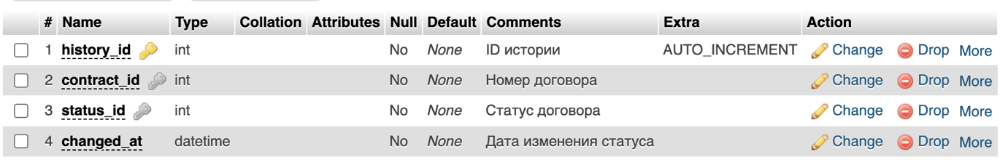 # Name Type Collation Attributes Null Default Comments Extra Action
1 history_id int No None ID истории AUTO_INCREMENT Change Drop More
2 contract_id int No None Номер договора Change Drop More
3 status_id int No None Статус договора Change Drop More
4 changed_at datetime No None Дата изменения статуса Change Drop More